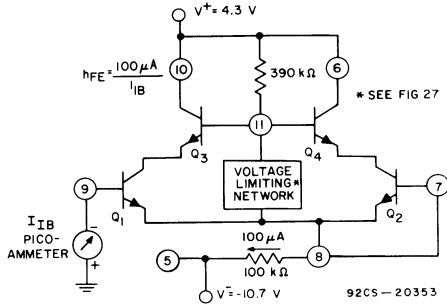 V+ = 4.3 V
hFE = 100 μA / IIB
10
390 kΩ
6
* SEE FIG 27
11
Q3
Q4
VOLTAGE LIMITING* NETWORK
9
Q1
Q2
7
IIB
PICO-
AMMETER
-
+
100 μA
5
100 kΩ
8
V- = -10.7 V
92CS-20353